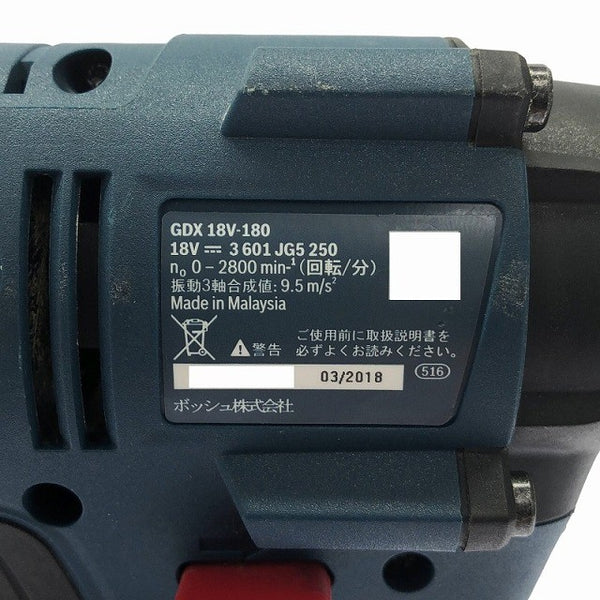 GDX 18V-180
18V ⎓ 3 601 JG5 250
n₀ 0 – 2800 min-¹ (回転/分)
振動3軸合成値: 9.5 m/s²
Made in Malaysia
警告 ご使用前に取扱説明書を
必ずよくお読みください。
03/2018 516
ボッシュ株式会社